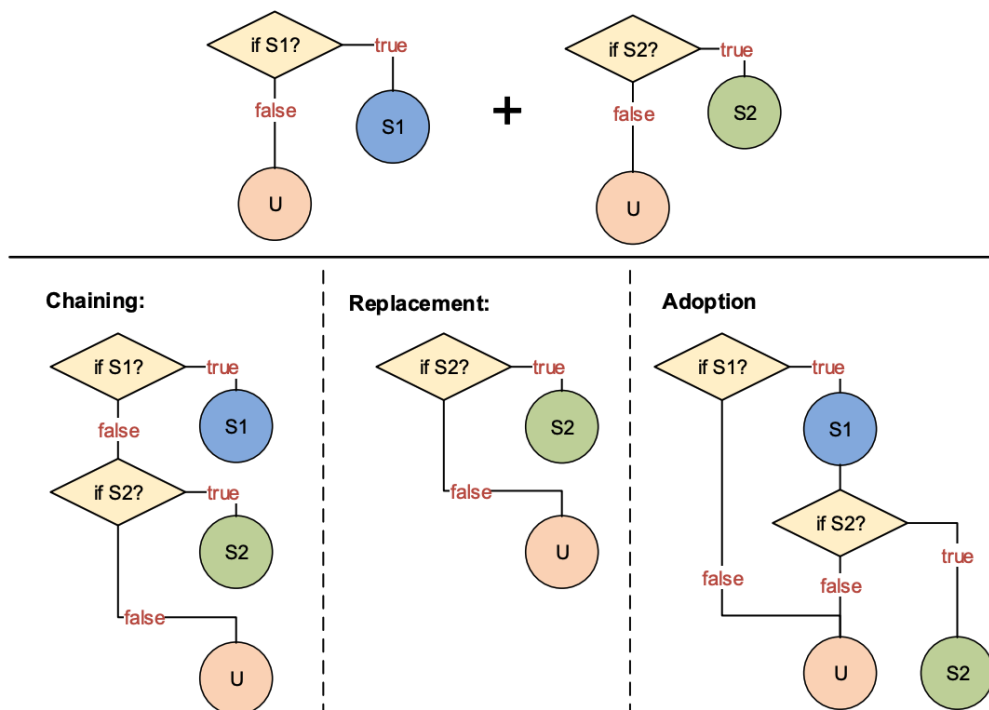 if S1?
true
false
S1
U
+
if S2?
true
false
S2
U
Chaining:
if S1?
true
S1
false
if S2?
true
S2
false
U
Replacement:
if S2?
true
S2
false
U
Adoption
if S1?
true
S1
if S2?
true
false
false
U
S2